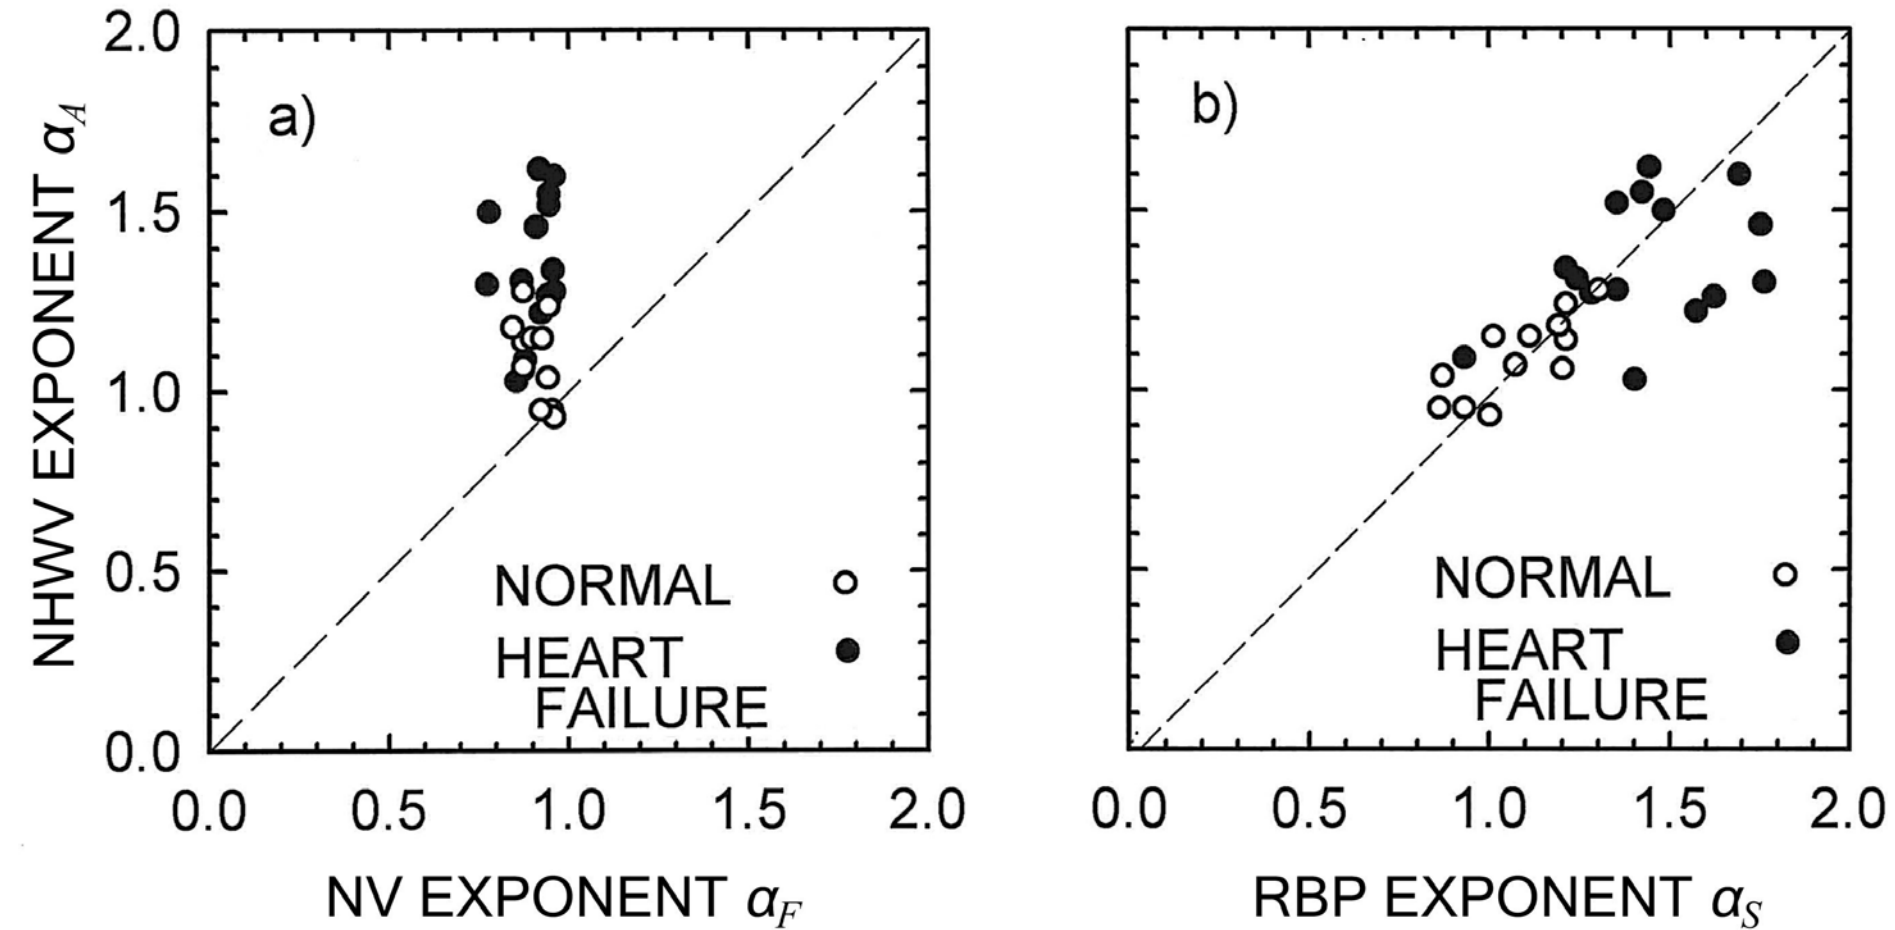 NHWV EXPONENT αA
2.0
1.5
1.0
0.5
0.0
a)
NORMAL
HEART
FAILURE
0.0 0.5 1.0 1.5 2.0
NV EXPONENT αF
b)
NORMAL
HEART
FAILURE
0.0 0.5 1.0 1.5 2.0
RBP EXPONENT αS